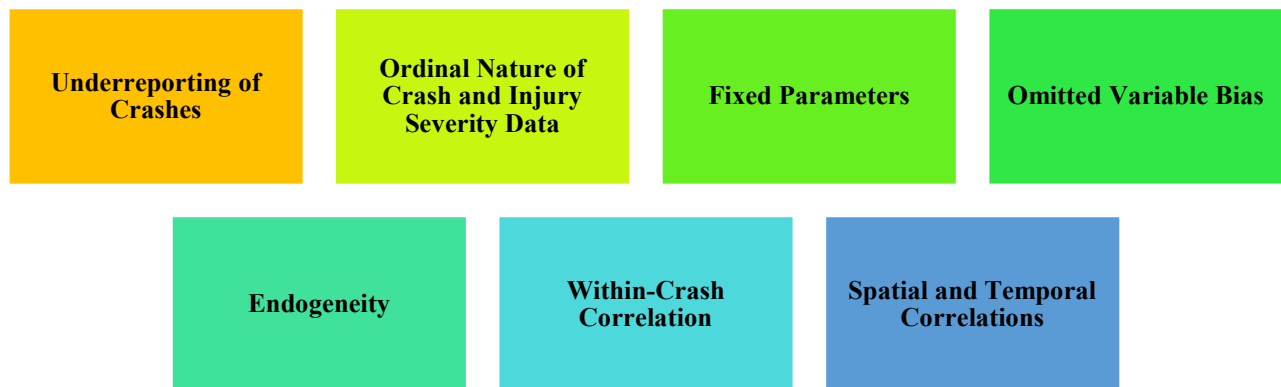 Underreporting of
Crashes
Ordinal Nature of
Crash and Injury
Severity Data
Fixed Parameters
Omitted Variable Bias
Endogeneity
Within-Crash
Correlation
Spatial and Temporal
Correlations